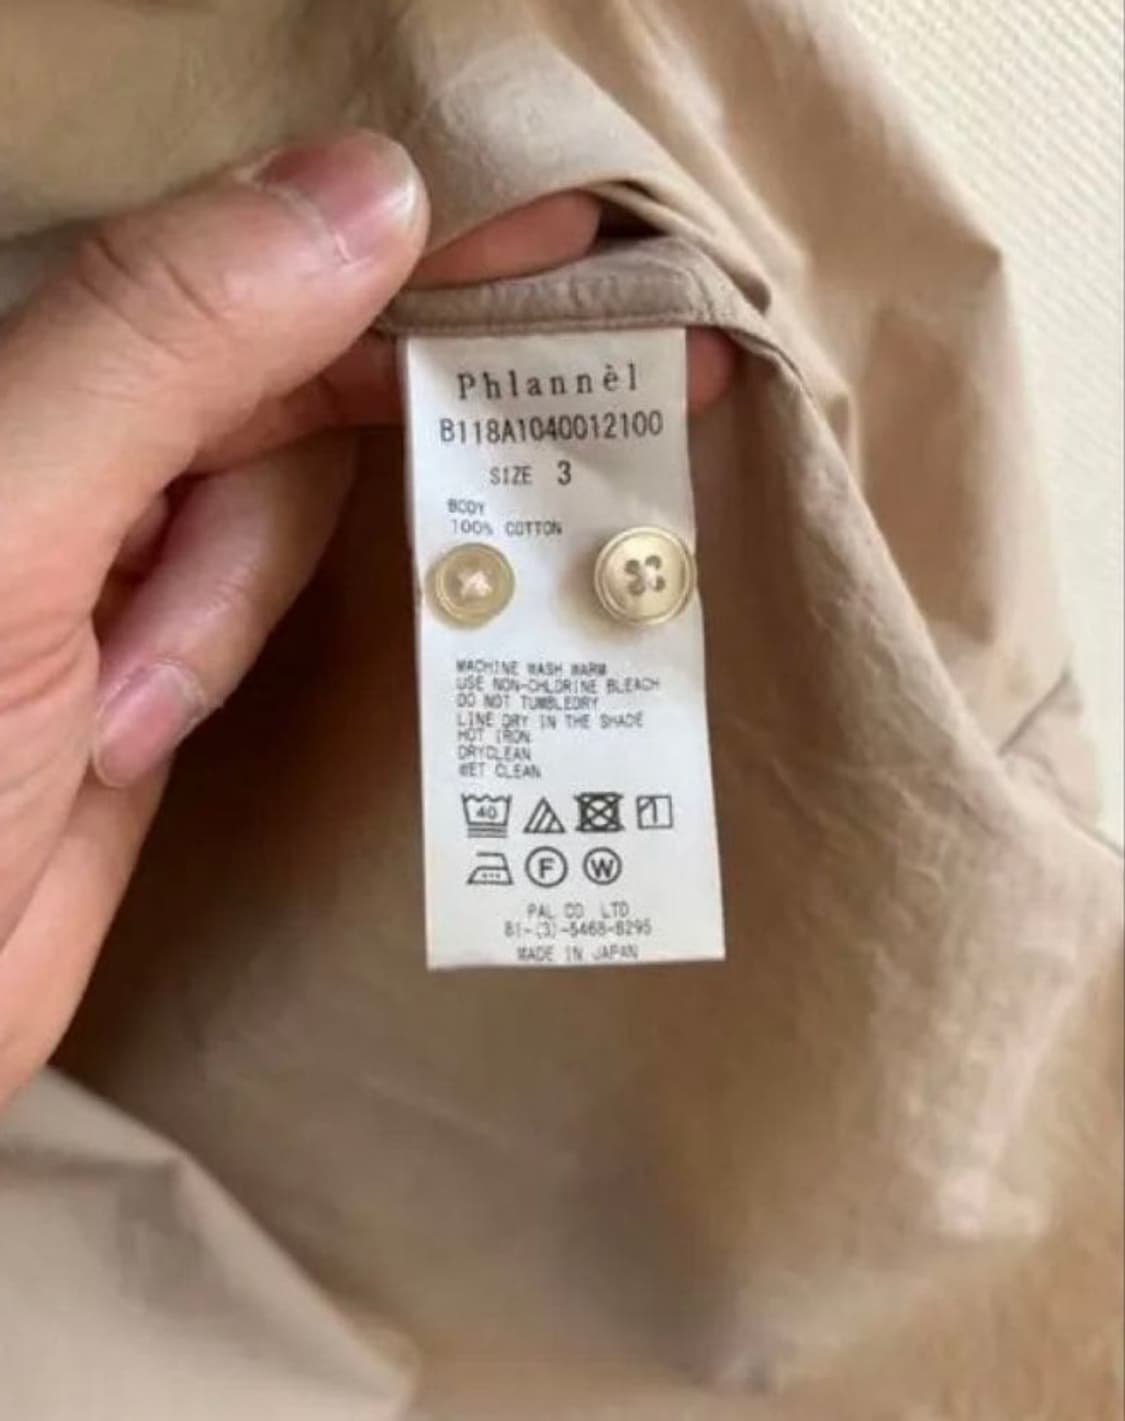 Phlannèl
B118A1040012100
SIZE 3
BODY
100% COTTON
MACHINE WASH WARM
USE NON-CHLORINE BLEACH
DO NOT TUMBLEDRY
LINE DRY IN THE SHADE
HOT IRON
DRYCLEAN
WET CLEAN
40
F W
PAL CO LTD
81-(3)-5468-8295
MADE IN JAPAN